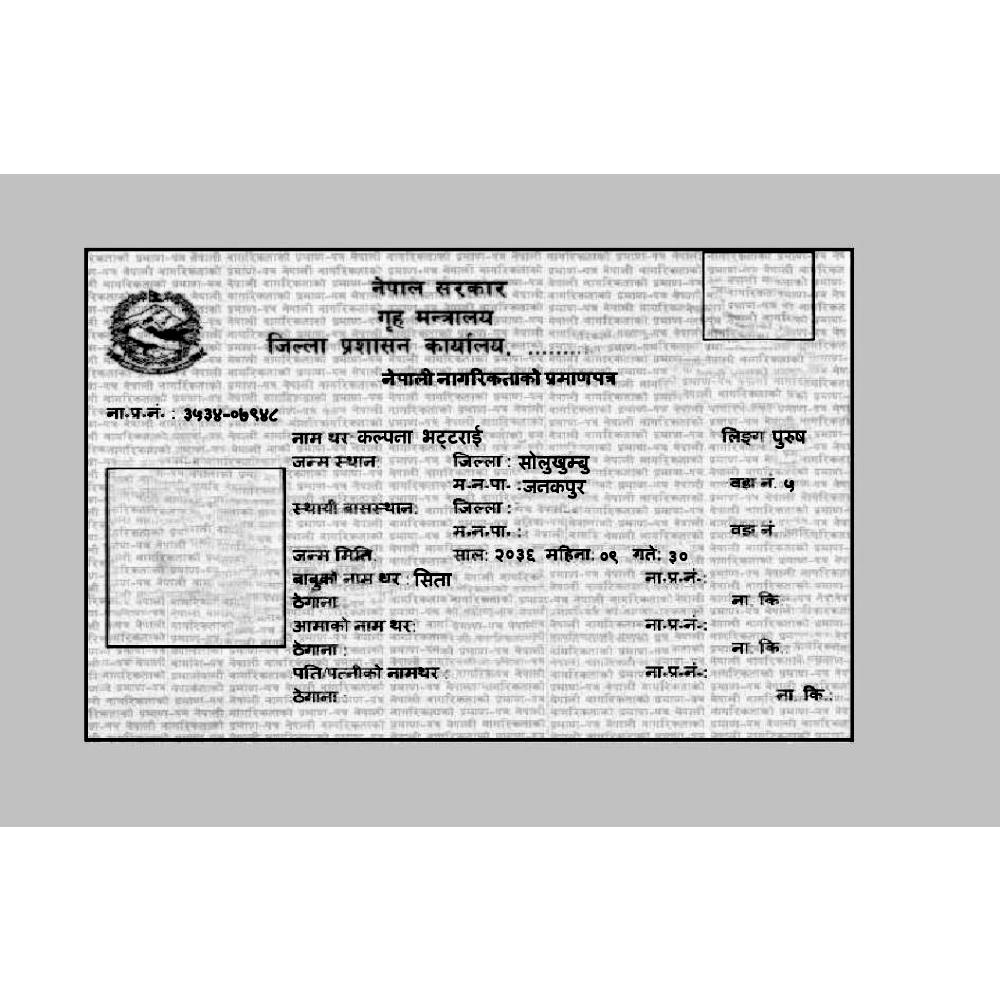 नेपाल सरकार
गृह मन्त्रालय
जिल्ला प्रशासन कार्यालय, .........
नेपाली नागरिकताको प्रमाणपत्र
ना.प्र.नं. : ३५३४-०७९४८
नाम थर: कल्पना भट्टराई लिङ्ग पुरुष
जन्म स्थान: जिल्ला : सोलुखुम्बु
म.न.पा. : जनकपुर वडा नं. ५
स्थायी बासस्थान: जिल्ला :
म.न.पा. : वडा नं.
जन्म मिति: साल: २०३६ महिना: ०९ गते: ३०
बाबुको नाम थर : सिता ना.प्र.नं.:
ठेगाना : ना. कि.:
आमाको नाम थर: ना.प्र.नं.:
ठेगाना : ना. कि.:
पति/पत्नीको नामथर : ना.प्र.नं.:
ठेगाना : ना. कि.: